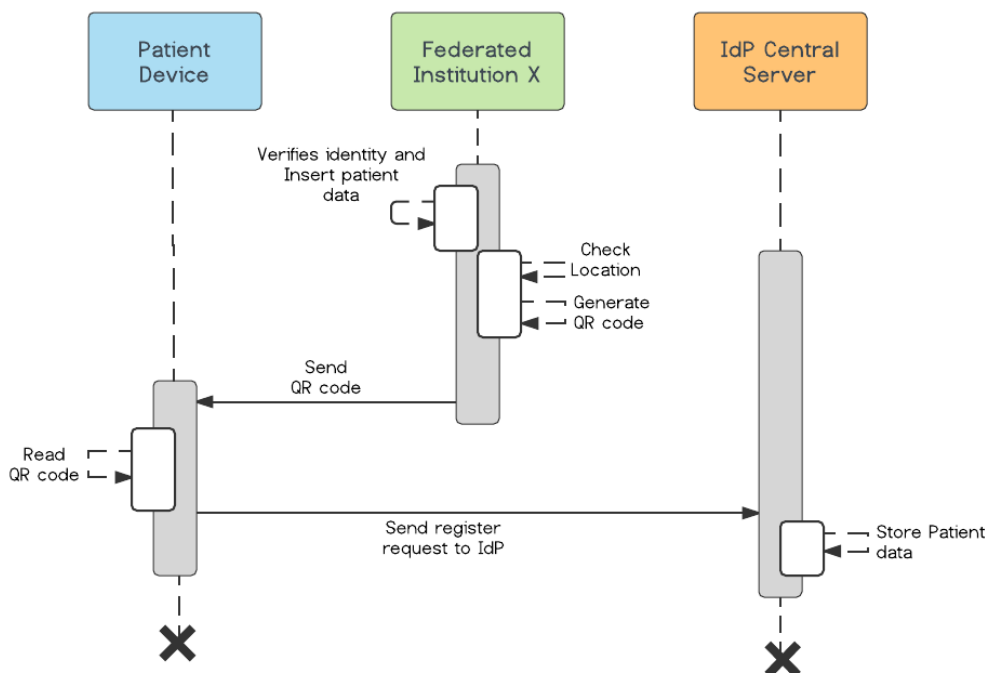 Patient
Device
Federated
Institution X
IdP Central
Server
Verifies identity and
Insert patient
data
Check
Location
Generate
QR code
Send
QR code
Read
QR code
Send register
request to IdP
Store Patient
data